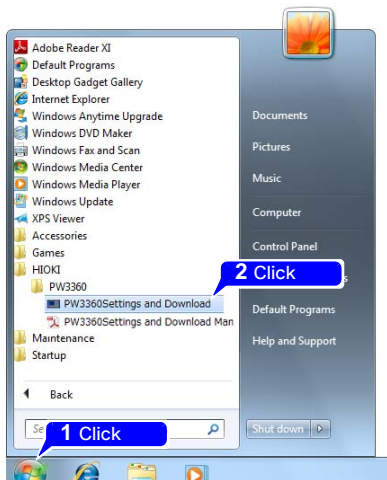 Adobe Reader XI
Default Programs
Desktop Gadget Gallery
Internet Explorer
Windows Anytime Upgrade
Windows DVD Maker
Windows Fax and Scan
Windows Media Center
Windows Media Player
Windows Update
XPS Viewer
Accessories
Games
HIOKI
PW3360
PW3360Settings and Download
PW3360Settings and Download Man
Maintenance
Startup
Back
1 Click
Documents
Pictures
Music
Computer
Control Panel
2 Click
Default Programs
Help and Support
Shut down